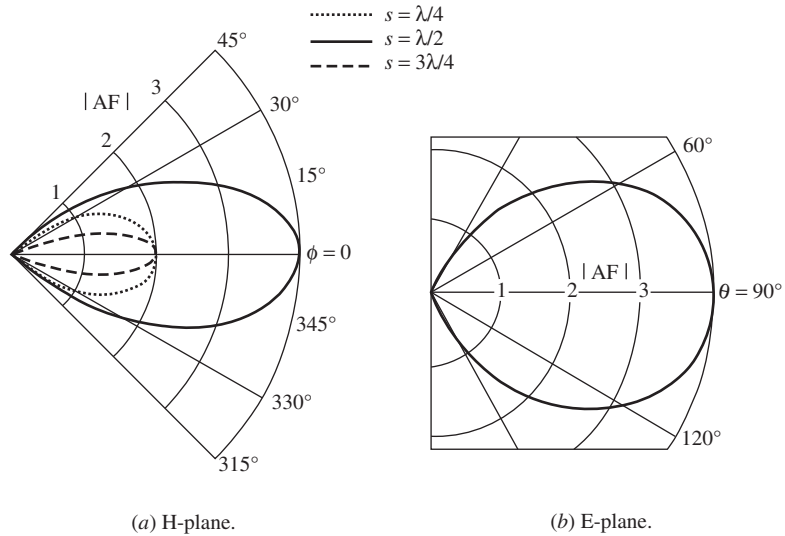 s = λ/4
s = λ/2
s = 3λ/4
45°
| AF |
3
30°
2
15°
1
ϕ = 0
345°
330°
315°
60°
| AF |
1
2
3
θ = 90°
120°
(a) H-plane.
(b) E-plane.